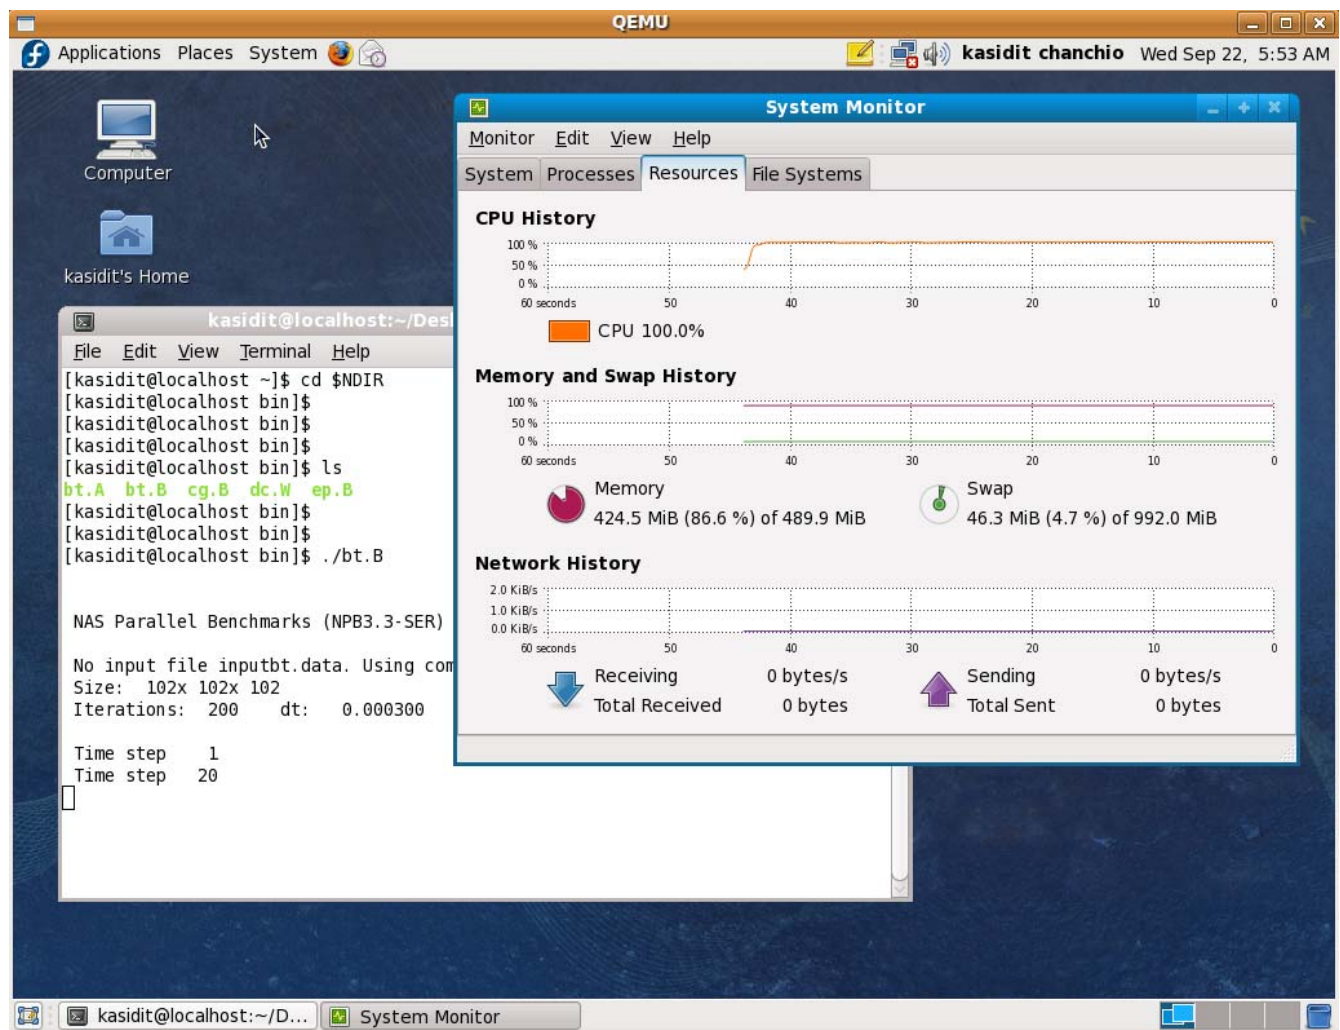 QEMU
Applications Places System kasidit chanchio Wed Sep 22, 5:53 AM
Computer
kasidit's Home
System Monitor
Monitor Edit View Help
System Processes Resources File Systems
CPU History
100 %
50 %
0 %
60 seconds 50 40 30 20 10 0
CPU 100.0%
Memory and Swap History
100 %
50 %
0 %
60 seconds 50 40 30 20 10 0
Memory
424.5 MiB (86.6 %) of 489.9 MiB
Swap
46.3 MiB (4.7 %) of 992.0 MiB
Network History
2.0 KiB/s
1.0 KiB/s
0.0 KiB/s
60 seconds 50 40 30 20 10 0
Receiving 0 bytes/s
Total Received 0 bytes
Sending 0 bytes/s
Total Sent 0 bytes
kasidit@localhost:~/Des
File Edit View Terminal Help
[kasidit@localhost ~]$ cd $NDIR
[kasidit@localhost bin]$
[kasidit@localhost bin]$
[kasidit@localhost bin]$
[kasidit@localhost bin]$ ls
bt.A bt.B cg.B dc.W ep.B
[kasidit@localhost bin]$
[kasidit@localhost bin]$
[kasidit@localhost bin]$ ./bt.B
NAS Parallel Benchmarks (NPB3.3-SER)
No input file inputbt.data. Using com
Size: 102x 102x 102
Iterations: 200 dt: 0.000300
Time step 1
Time step 20
kasidit@localhost:~/D... System Monitor